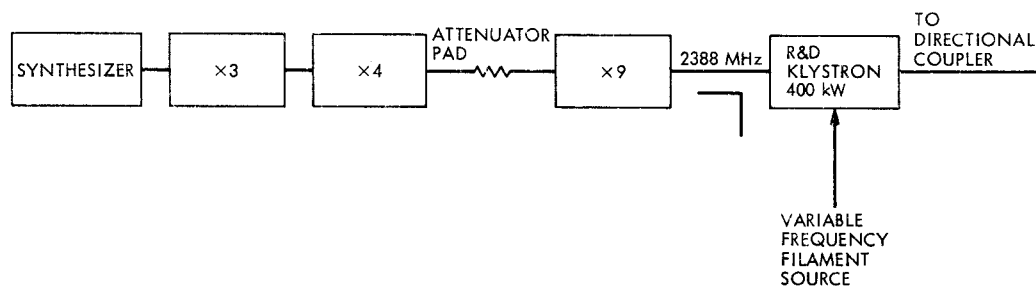 SYNTHESIZER
×3
×4
ATTENUATOR
PAD
×9
2388 MHz
R&D
KLYSTRON
400 kW
TO
DIRECTIONAL
COUPLER
VARIABLE
FREQUENCY
FILAMENT
SOURCE